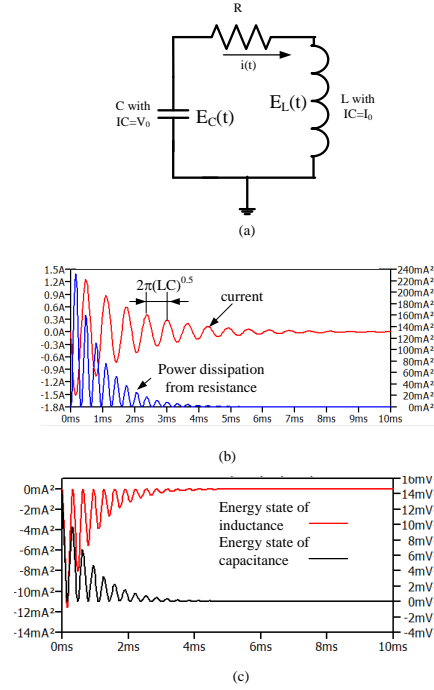 R
i(t)
C with
IC=V₀
E_C(t)
E_L(t)
L with
IC=I₀
(a)
1.5A
1.2A
0.9A
0.6A
0.3A
0.0A
-0.3A
-0.6A
-0.9A
-1.2A
-1.5A
-1.8A
2π(LC)^0.5
current
Power dissipation
from resistance
240mA²
220mA²
200mA²
180mA²
160mA²
140mA²
120mA²
100mA²
80mA²
60mA²
40mA²
20mA²
0mA²
0ms 1ms 2ms 3ms 4ms 5ms 6ms 7ms 8ms 9ms 10ms
(b)
0mA²
-2mA²
-4mA²
-6mA²
-8mA²
-10mA²
-12mA²
-14mA²
Energy state of
inductance
Energy state of
capacitance
16mV
14mV
12mV
10mV
8mV
6mV
4mV
2mV
0mV
-2mV
-4mV
0ms 2ms 4ms 6ms 8ms 10ms
(c)